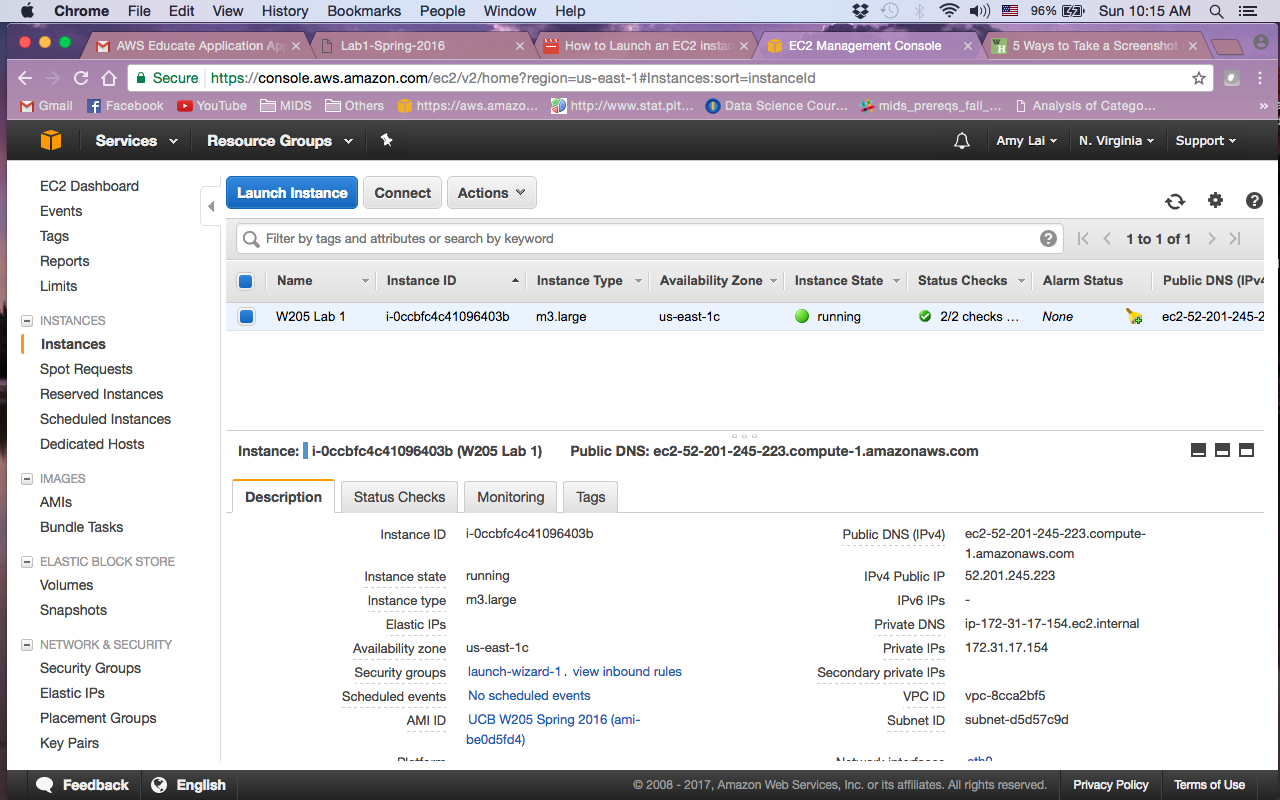 Chrome File Edit View History Bookmarks People Window Help 96% Sun 10:15 AM
AWS Educate Application App Lab1-Spring-2016 How to Launch an EC2 instan EC2 Management Console 5 Ways to Take a Screenshot
Secure https://console.aws.amazon.com/ec2/v2/home?region=us-east-1#Instances:sort=instanceId
Gmail Facebook YouTube MIDS Others https://aws.amazo... http://www.stat.pit... Data Science Cour... mids_prereqs_fall_... Analysis of Catego... »
Services Resource Groups Amy Lai N. Virginia Support
EC2 Dashboard
Events
Tags
Reports
Limits
INSTANCES
Instances
Spot Requests
Reserved Instances
Scheduled Instances
Dedicated Hosts
IMAGES
AMIs
Bundle Tasks
ELASTIC BLOCK STORE
Volumes
Snapshots
NETWORK & SECURITY
Security Groups
Elastic IPs
Placement Groups
Key Pairs
Launch Instance Connect Actions
Filter by tags and attributes or search by keyword 1 to 1 of 1
Name Instance ID Instance Type Availability Zone Instance State Status Checks Alarm Status Public DNS (IPv4
W205 Lab 1 i-0ccbfc4c41096403b m3.large us-east-1c running 2/2 checks ... None ec2-52-201-245-2
Instance: i-0ccbfc4c41096403b (W205 Lab 1) Public DNS: ec2-52-201-245-223.compute-1.amazonaws.com
Description Status Checks Monitoring Tags
Instance ID i-0ccbfc4c41096403b Public DNS (IPv4) ec2-52-201-245-223.compute-
1.amazonaws.com
Instance state running IPv4 Public IP 52.201.245.223
Instance type m3.large IPv6 IPs -
Elastic IPs Private DNS ip-172-31-17-154.ec2.internal
Availability zone us-east-1c Private IPs 172.31.17.154
Security groups launch-wizard-1. view inbound rules Secondary private IPs
Scheduled events No scheduled events VPC ID vpc-8cca2bf5
AMI ID UCB W205 Spring 2016 (ami- Subnet ID subnet-d5d57c9d
be0d5fd4)
Platform Network interfaces eth0
Feedback English © 2008 - 2017, Amazon Web Services, Inc. or its affiliates. All rights reserved. Privacy Policy Terms of Use